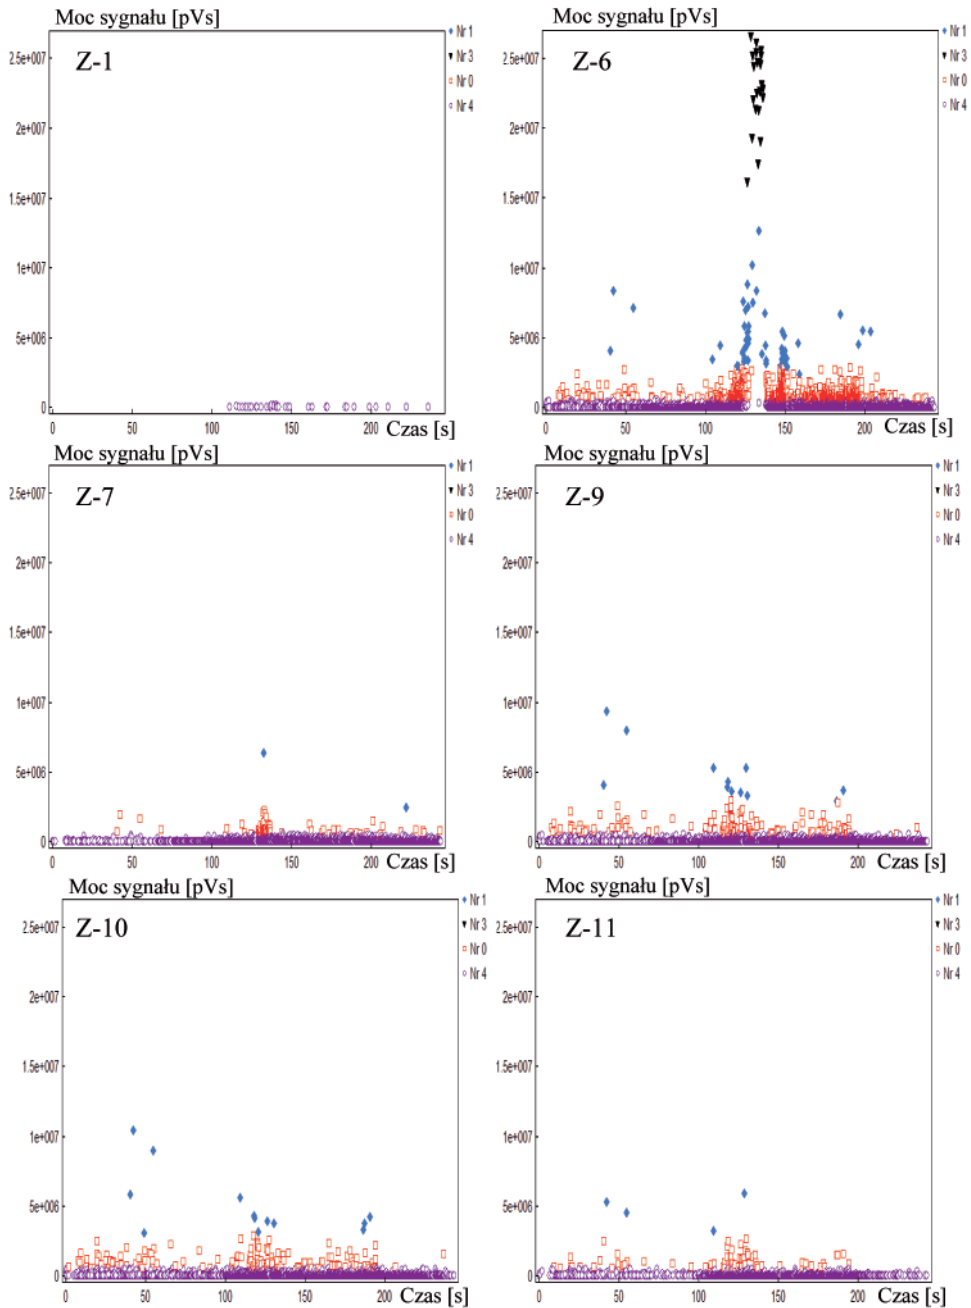 Moc sygnału [pVs]
Z-1
Nr 1
Nr 3
Nr 0
Nr 4
2.5e+007
2e+007
1.5e+007
1e+007
5e+006
0
0 50 100 150 200
Czas [s]
Moc sygnału [pVs]
Z-6
Nr 1
Nr 3
Nr 0
Nr 4
2.5e+007
2e+007
1.5e+007
1e+007
5e+006
0
0 50 100 150 200
Czas [s]
Moc sygnału [pVs]
Z-7
Nr 1
Nr 3
Nr 0
Nr 4
2.5e+007
2e+007
1.5e+007
1e+007
5e+006
0
0 50 100 150 200
Czas [s]
Moc sygnału [pVs]
Z-9
Nr 1
Nr 3
Nr 0
Nr 4
2.5e+007
2e+007
1.5e+007
1e+007
5e+006
0
0 50 100 150 200
Czas [s]
Moc sygnału [pVs]
Z-10
Nr 1
Nr 3
Nr 0
Nr 4
2.5e+007
2e+007
1.5e+007
1e+007
5e+006
0
0 50 100 150 200
Czas [s]
Moc sygnału [pVs]
Z-11
Nr 1
Nr 3
Nr 0
Nr 4
2.5e+007
2e+007
1.5e+007
1e+007
5e+006
0
0 50 100 150 200
Czas [s]